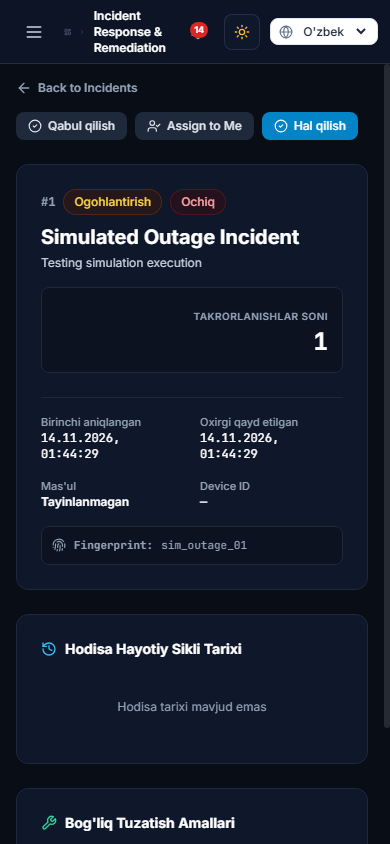 Incident
Response &
Remediation
14
O'zbek
Back to Incidents
Qabul qilish
Assign to Me
Hal qilish
#1
Ogohlantirish
Ochiq
Simulated Outage Incident
Testing simulation execution
TAKRORLANISHLAR SONI
1
Birinchi aniqlangan
14.11.2026,
01:44:29
Oxirgi qayd etilgan
14.11.2026,
01:44:29
Mas'ul
Tayinlanmagan
Device ID
—
Fingerprint: sim_outage_01
Hodisa Hayotiy Sikli Tarixi
Hodisa tarixi mavjud emas
Bog'liq Tuzatish Amallari